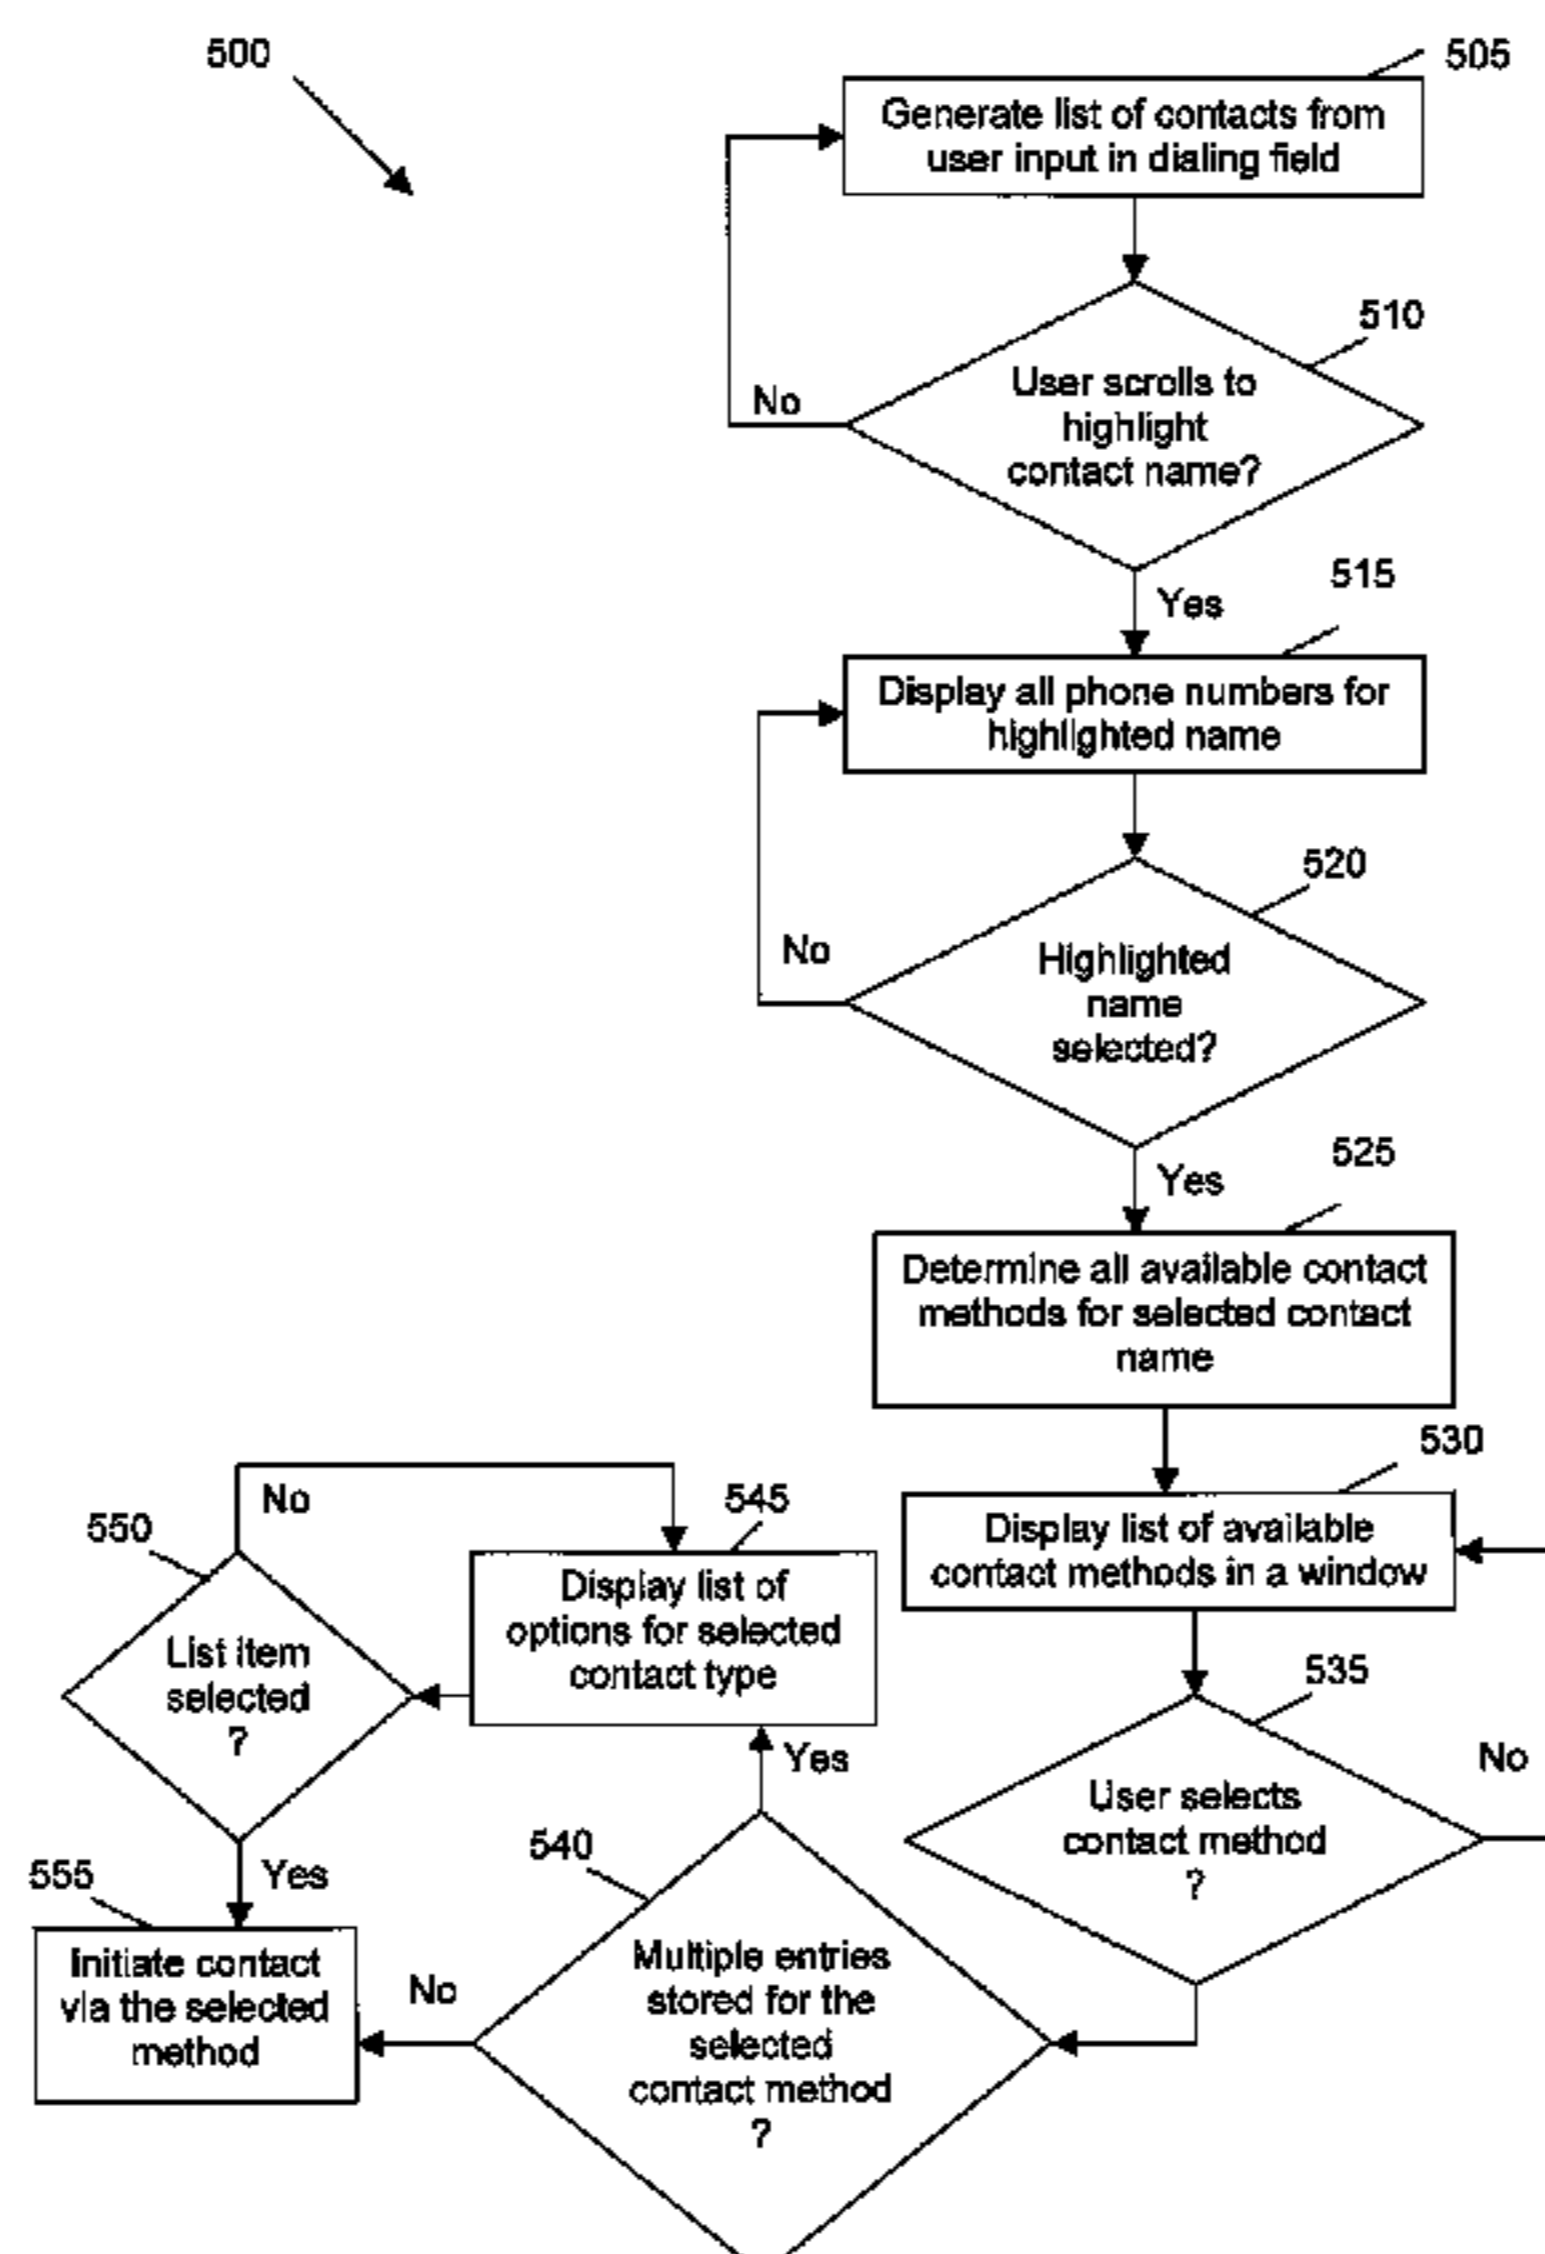 500
505
Generate list of contacts from
user input in dialing field
510
User scrolls to
highlight
contact name?
No
Yes
515
Display all phone numbers for
highlighted name
520
Highlighted
name
selected?
No
Yes
525
Determine all available contact
methods for selected contact
name
530
Display list of available
contact methods in a window
535
User selects
contact method
?
No
540
Multiple entries
stored for the
selected
contact method
?
Yes
No
545
Display list of
options for selected
contact type
550
List item
selected
?
No
Yes
555
Initiate contact
via the selected
method